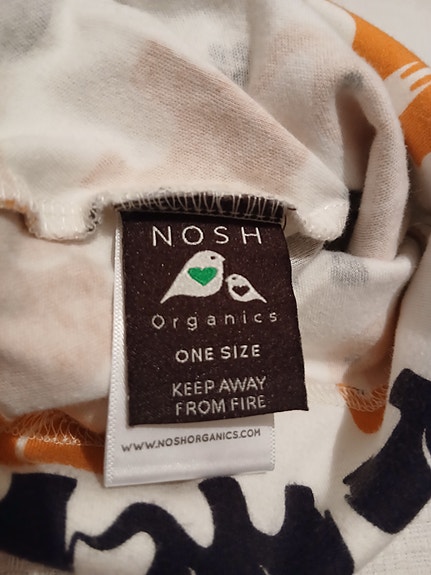 NOSH
Organics
ONE SIZE
KEEP AWAY
FROM FIRE
WWW.NOSHORGANICS.COM